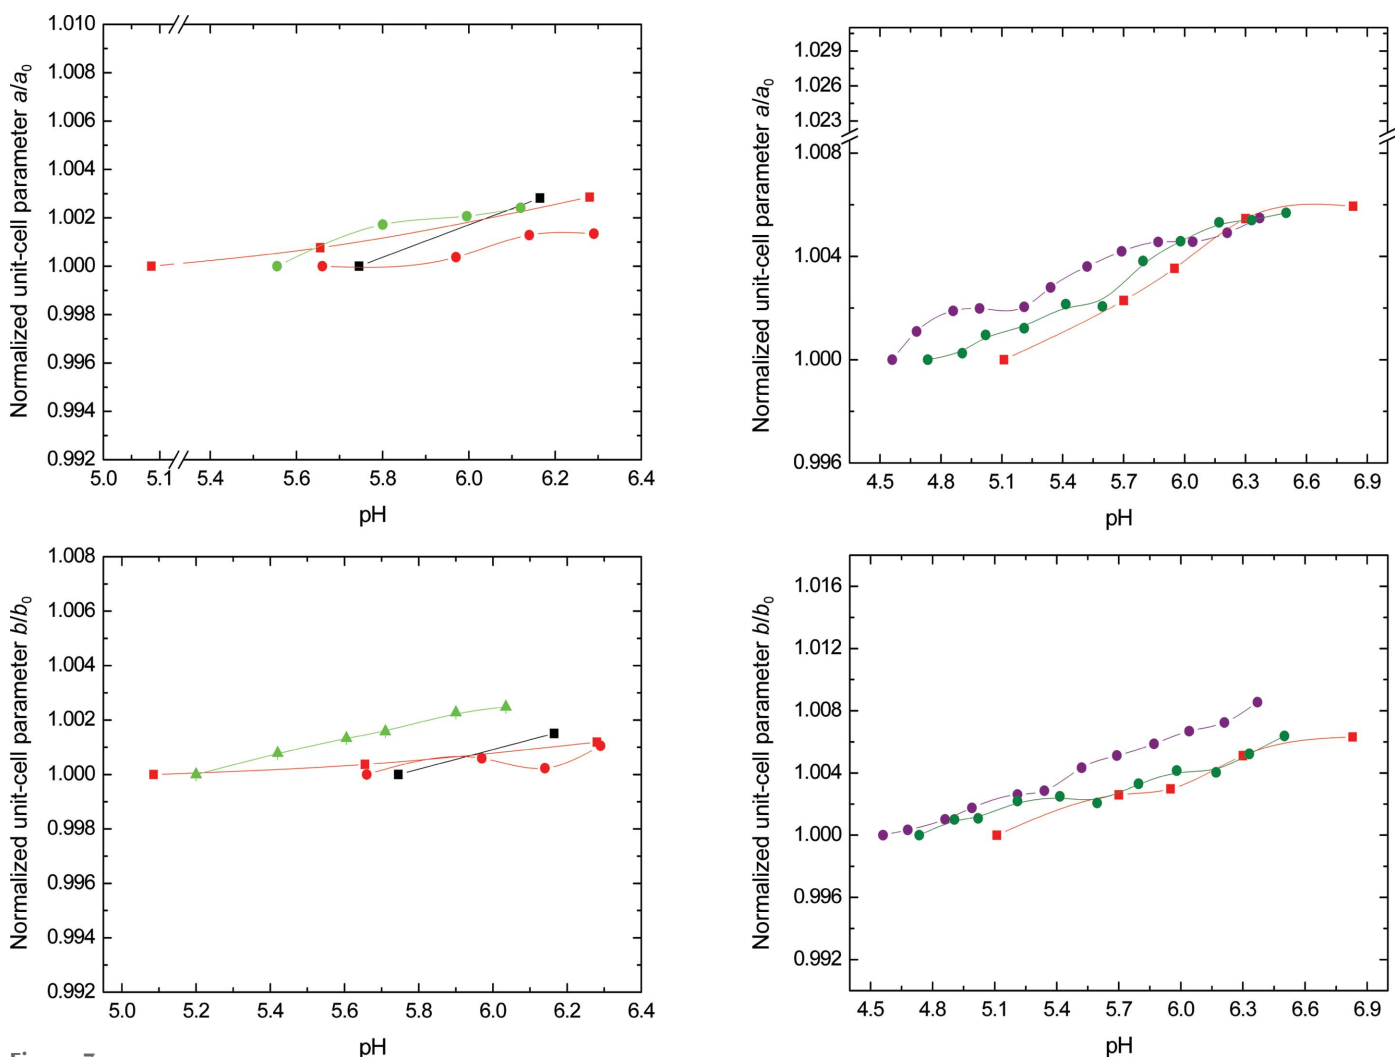 1.010
1.008
1.006
1.004
1.002
1.000
0.998
0.996
0.994
0.992
Normalized unit-cell parameter a/a0
5.0 5.1 5.4 5.6 5.8 6.0 6.2 6.4
pH
1.029
1.026
1.023
1.008
1.004
1.000
0.996
Normalized unit-cell parameter a/a0
4.5 4.8 5.1 5.4 5.7 6.0 6.3 6.6 6.9
pH
1.008
1.006
1.004
1.002
1.000
0.998
0.996
0.994
0.992
Normalized unit-cell parameter b/b0
5.0 5.2 5.4 5.6 5.8 6.0 6.2 6.4
pH
1.016
1.012
1.008
1.004
1.000
0.996
0.992
Normalized unit-cell parameter b/b0
4.5 4.8 5.1 5.4 5.7 6.0 6.3 6.6 6.9
pH